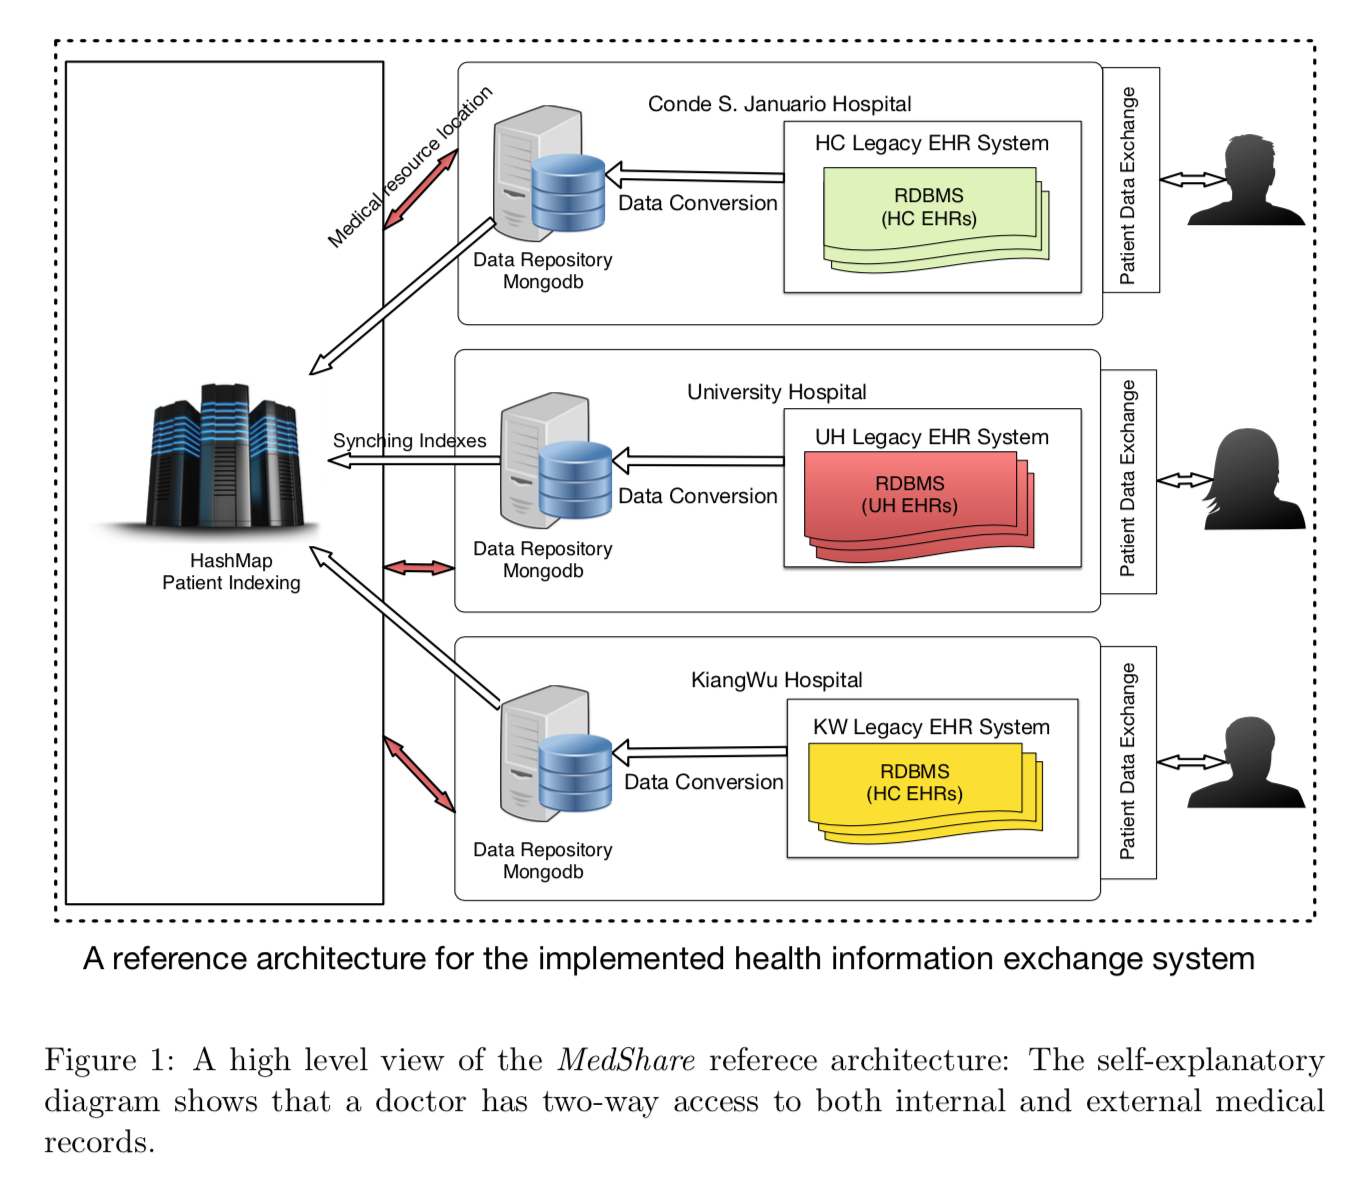 Medical resource location
Conde S. Januario Hospital
HC Legacy EHR System
RDBMS
(HC EHRs)
Data Conversion
Data Repository
Mongodb
Patient Data Exchange
University Hospital
UH Legacy EHR System
RDBMS
(UH EHRs)
Synching Indexes
Data Conversion
Data Repository
Mongodb
Patient Data Exchange
HashMap
Patient Indexing
KiangWu Hospital
KW Legacy EHR System
RDBMS
(HC EHRs)
Data Conversion
Data Repository
Mongodb
Patient Data Exchange
A reference architecture for the implemented health information exchange system
Figure 1: A high level view of the MedShare referece architecture: The self-explanatory
diagram shows that a doctor has two-way access to both internal and external medical
records.